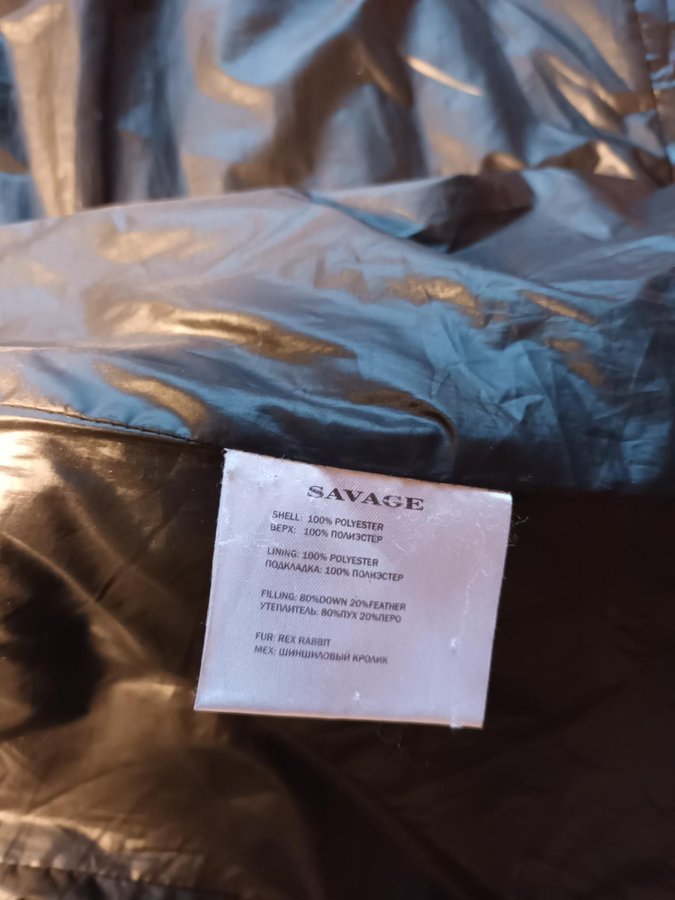 SAVAGE
SHELL: 100% POLYESTER
ВЕРХ: 100% ПОЛИЭСТЕР
LINING: 100% POLYESTER
ПОДКЛАДКА: 100% ПОЛИЭСТЕР
FILLING: 80%DOWN 20%FEATHER
УТЕПЛИТЕЛЬ: 80%ПУХ 20%ПЕРО
FUR: REX RABBIT
МЕХ: ШИНШИЛОВЫЙ КРОЛИК